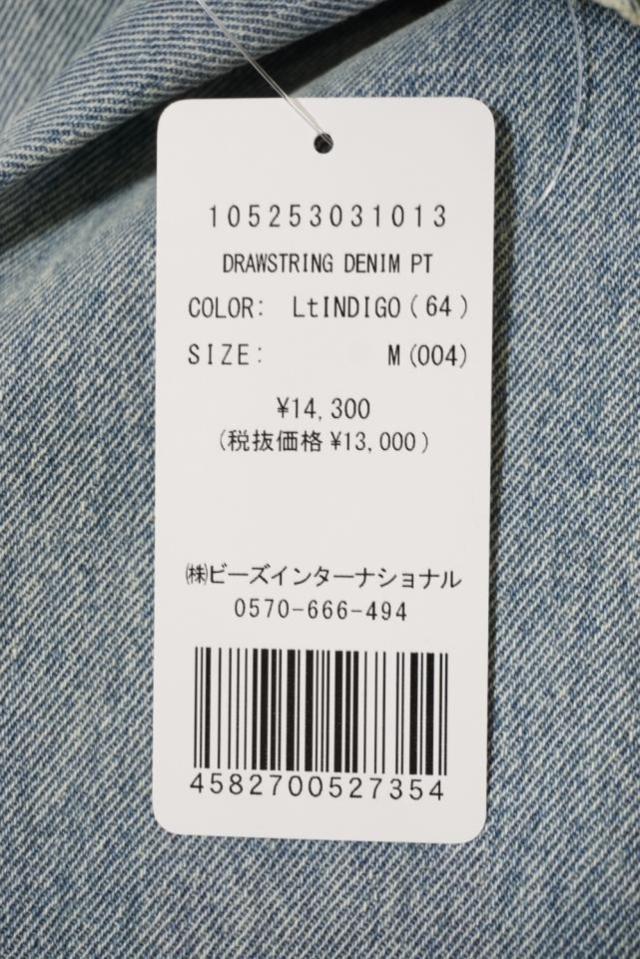 105253031013
DRAWSTRING DENIM PT
COLOR: LtINDIGO(64)
SIZE: M(004)
¥14,300
(税抜価格¥13,000)
㈱ビーズインターナショナル
0570-666-494
4582700527354